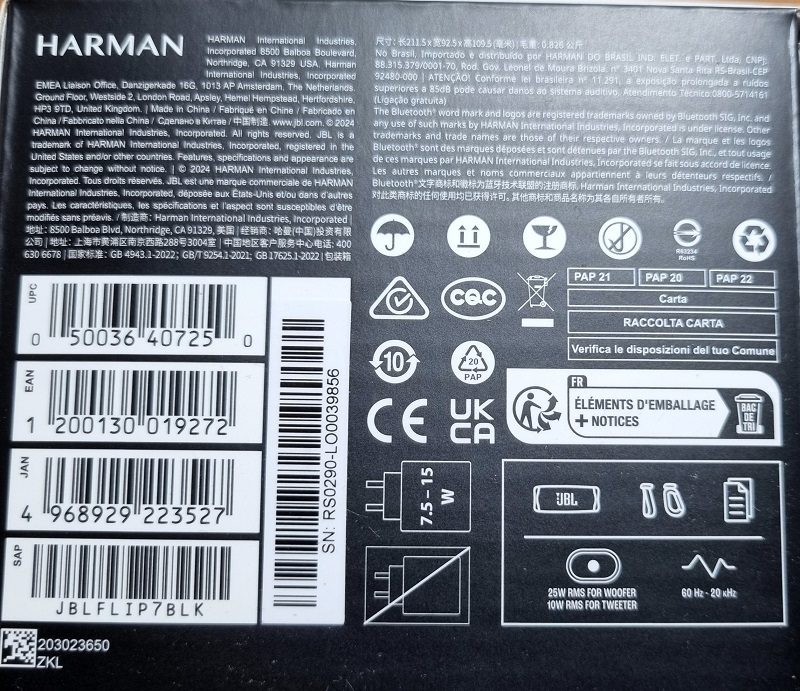 HARMAN
HARMAN International Industries,
Incorporated 8500 Balboa Boulevard,
Northridge, CA 91329 USA. Harman
International Industries, Incorporated
EMEA Liaison Office, Danzigerkade 16G, 1013 AP Amsterdam, The Netherlands.
Ground Floor, Westside 2, London Road, Apsley, Hemel Hempstead, Hertfordshire,
HP3 9TD, United Kingdom. | Made in China / Fabriqué en Chine / Fabricado en
China / Fabbricato nella China / Сделано в Китае / 中国制造. www.jbl.com. © 2024
HARMAN International Industries, Incorporated. All rights reserved. JBL is a
trademark of HARMAN International Industries, Incorporated, registered in the
United States and/or other countries. Features, specifications and appearance are
subject to change without notice. | © 2024 HARMAN International Industries,
Incorporated. Tous droits réservés. JBL est une marque commerciale de HARMAN
International Industries, Incorporated, déposée aux États-Unis et/ou dans d'autres
pays. Les caractéristiques, les spécifications et l'aspect sont susceptibles d'être
modifiés sans préavis. / 制造商: Harman International Industries, Incorporated |
地址: 8500 Balboa Blvd, Northridge, CA 91329, 美国 | 经销商: 哈曼(中国)投资有限
公司 | 地址: 上海市黄浦区南京西路288号3004室 | 中国地区客户服务中心电话: 400
630 6678 | 国家标准: GB 4943.1-2022; GB/T 9254.1-2021; GB 17625.1-2022 | 包装箱
尺寸: 长211.5 x 宽92.5 x 高109.5 (毫米) | 毛重: 0.826 公斤
No Brasil, Importado e distribuído por HARMAN DO BRASIL IND. ELET. e PART. Ltda, CNPJ:
88.315.379/0001-70, Rod. Gov. Leonel de Moura Brizola, n° 3401 Nova Santa Rita RS-Brasil-CEP
92480-000 | ATENÇÃO! Conforme lei brasileira n° 11.291, à exposição prolongada a ruídos
superiores a 85dB pode causar danos ao sistema auditivo. Atendimento Técnico:0800-5714161
(Ligação gratuita)
The Bluetooth® word mark and logos are registered trademarks owned by Bluetooth SIG, Inc. and
any use of such marks by HARMAN International Industries, Incorporated is under license. Other
trademarks and trade names are those of their respective owners. / La marque et les logos
Bluetooth® sont des marques déposées et sont détenues par Bluetooth SIG, Inc., et tout usage
de ces marques par HARMAN International Industries, Incorporated se fait sous accord de licence.
Les autres marques et noms commerciaux appartiennent à leurs détenteurs respectifs. /
Bluetooth®文字商标和徽标为蓝牙技术联盟的注册商标, Harman International Industries, Incorporated
对此类商标的任何使用均已获得许可。其他商标和商品名称为其各自所有者所有。
R63234
RoHS
CQC
PAP 21
PAP 20
PAP 22
Carta
RACCOLTA CARTA
Verifica le disposizioni del tuo Comune
10
20
PAP
CE
UK
CA
FR
ÉLÉMENTS D'EMBALLAGE
+ NOTICES
BAC
DE
TRI
UPC
0 50036 40725 0
EAN
1 200130 019272
JAN
4 968929 223527
SAP
JBLFLIP7BLK
SN: RS0290-LO0039856
7.5 – 15
W
JBL
25W RMS FOR WOOFER
10W RMS FOR TWEETER
60 Hz - 20 kHz
203023650
ZKL